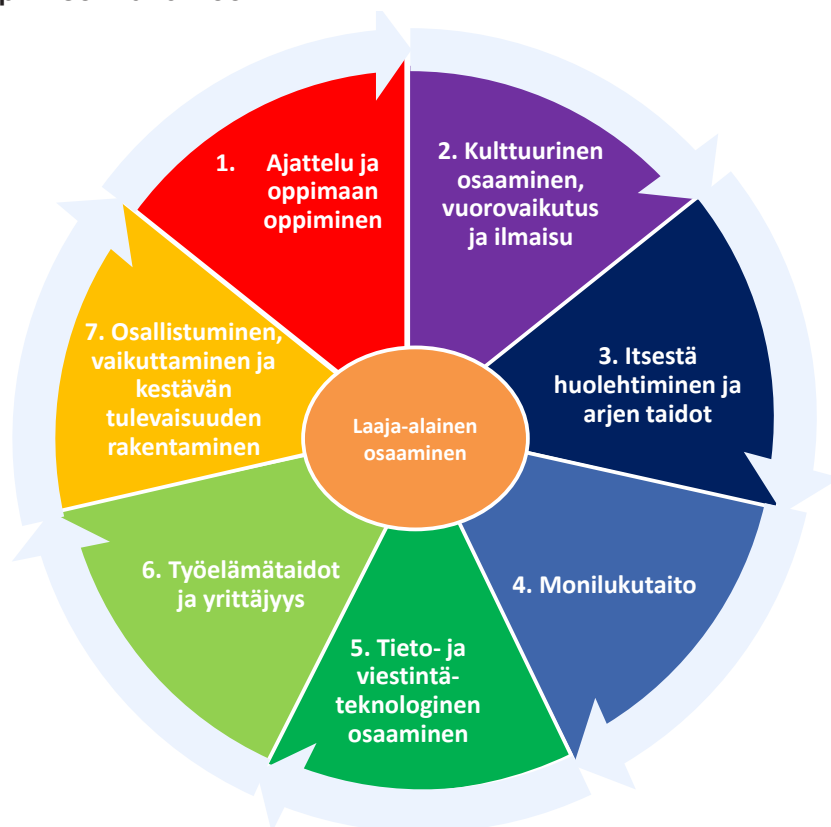 1. Ajattelu ja
oppimaan
oppiminen
2. Kulttuurinen
osaaminen,
vuorovaikutus
ja ilmaisu
3. Itsestä
huolehtiminen ja
arjen taidot
4. Monilukutaito
5. Tieto- ja
viestintä-
teknologinen
osaaminen
6. Työelämätaidot
ja yrittäjyys
7. Osallistuminen,
vaikuttaminen ja
kestävän
tulevaisuuden
rakentaminen
Laaja-alainen
osaaminen